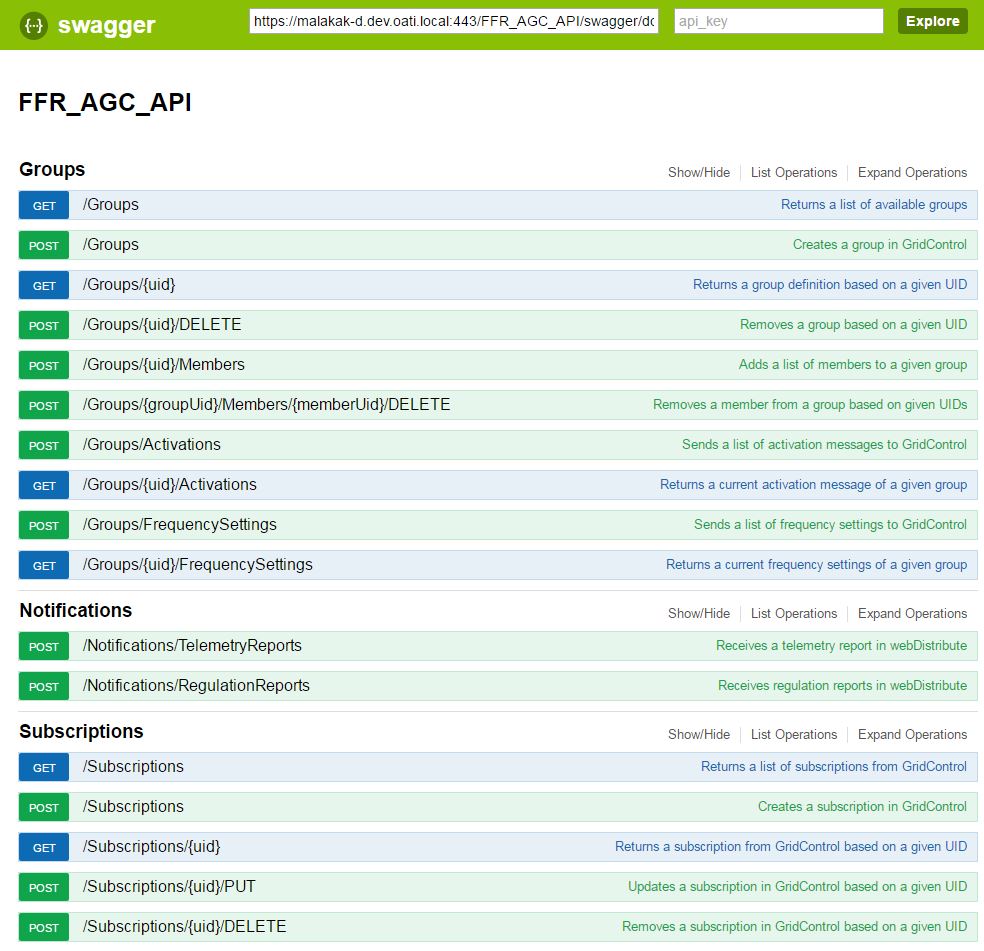 {···} swagger https://malakak-d.dev.oati.local:443/FFR_AGC_API/swagger/dc api_key Explore
FFR_AGC_API
Groups Show/Hide List Operations Expand Operations
GET /Groups Returns a list of available groups
POST /Groups Creates a group in GridControl
GET /Groups/{uid} Returns a group definition based on a given UID
POST /Groups/{uid}/DELETE Removes a group based on a given UID
POST /Groups/{uid}/Members Adds a list of members to a given group
POST /Groups/{groupUid}/Members/{memberUid}/DELETE Removes a member from a group based on given UIDs
POST /Groups/Activations Sends a list of activation messages to GridControl
GET /Groups/{uid}/Activations Returns a current activation message of a given group
POST /Groups/FrequencySettings Sends a list of frequency settings to GridControl
GET /Groups/{uid}/FrequencySettings Returns a current frequency settings of a given group
Notifications Show/Hide List Operations Expand Operations
POST /Notifications/TelemetryReports Receives a telemetry report in webDistribute
POST /Notifications/RegulationReports Receives regulation reports in webDistribute
Subscriptions Show/Hide List Operations Expand Operations
GET /Subscriptions Returns a list of subscriptions from GridControl
POST /Subscriptions Creates a subscription in GridControl
GET /Subscriptions/{uid} Returns a subscription from GridControl based on a given UID
POST /Subscriptions/{uid}/PUT Updates a subscription in GridControl based on a given UID
POST /Subscriptions/{uid}/DELETE Removes a subscription in GridControl based on a given UID